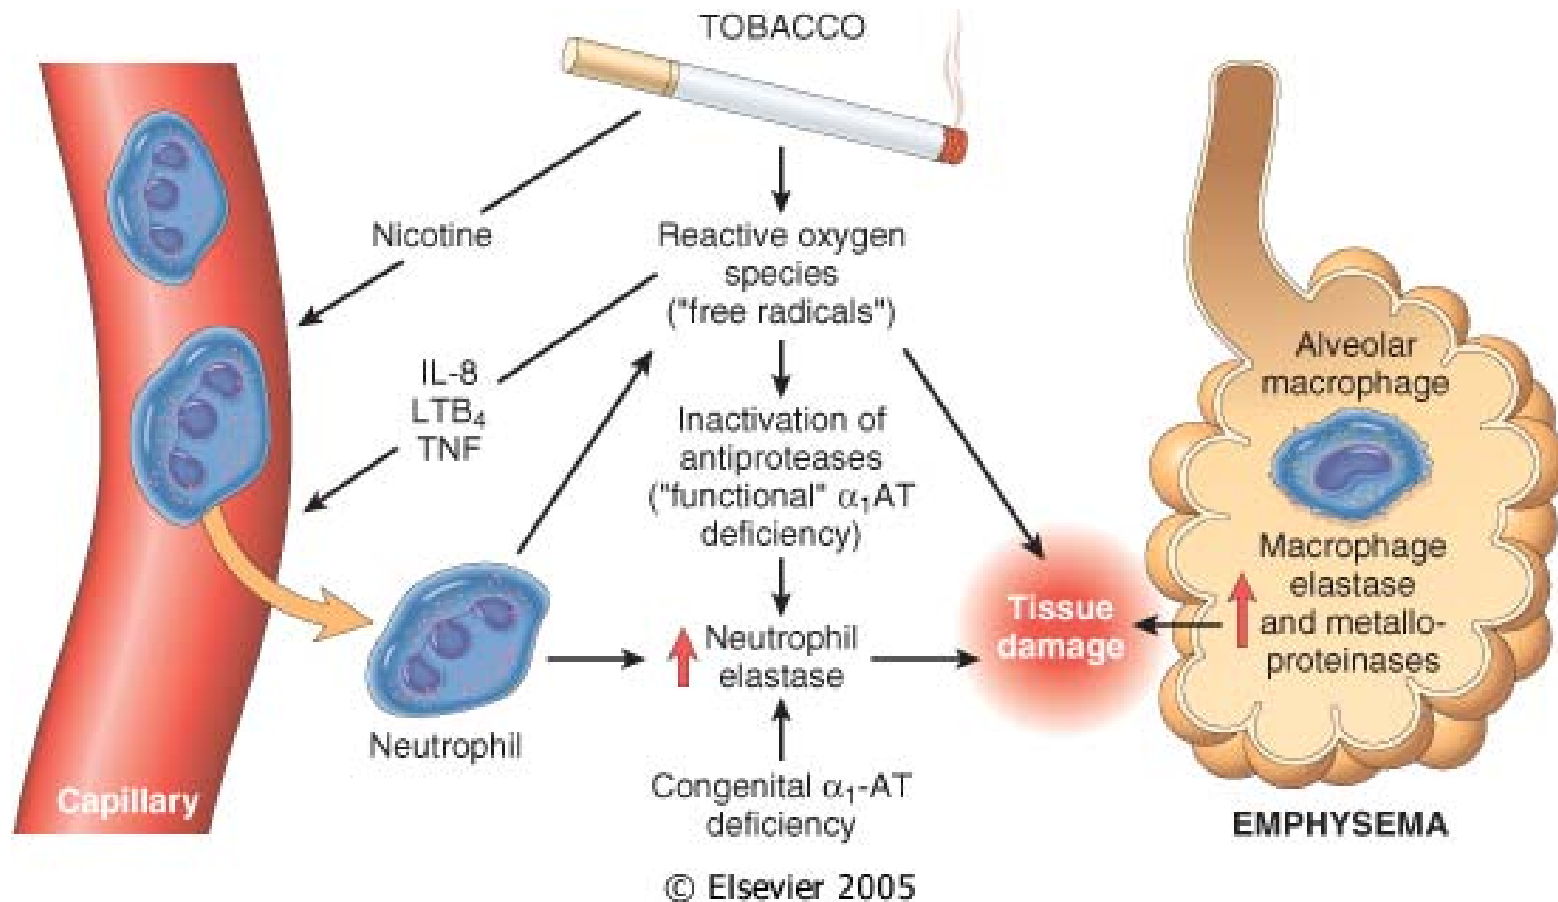 TOBACCO
Nicotine
Reactive oxygen
species
("free radicals")
IL-8
LTB₄
TNF
Inactivation of
antiproteases
("functional" α₁AT
deficiency)
Neutrophil
elastase
Neutrophil
Congenital α₁-AT
deficiency
Capillary
Tissue
damage
Alveolar
macrophage
Macrophage
elastase
and metallo-
proteinases
EMPHYSEMA
© Elsevier 2005